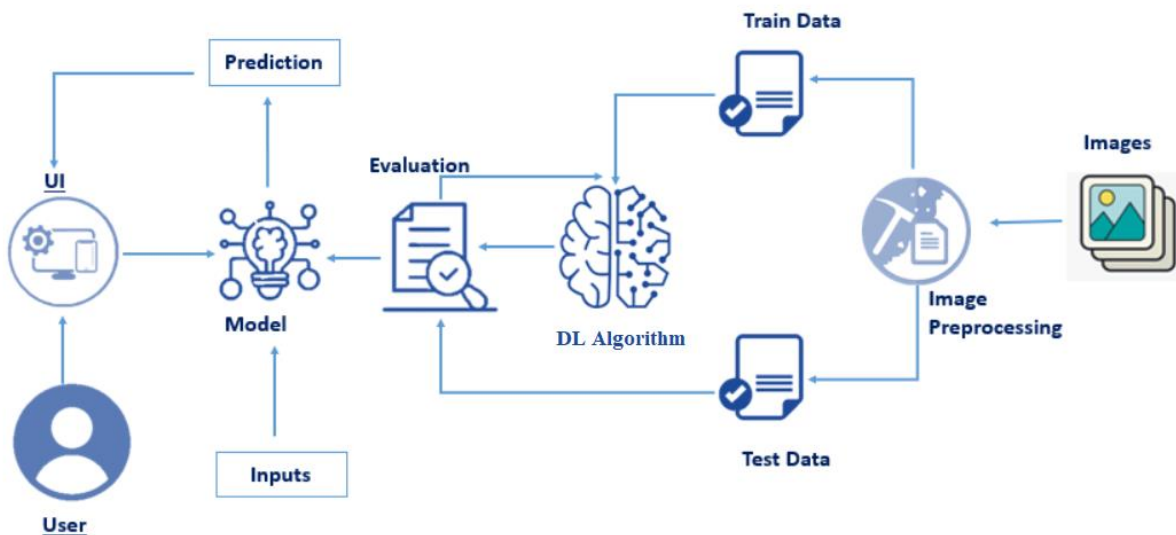 Train Data
Prediction
Images
Evaluation
UI
Image
Preprocessing
Model
DL Algorithm
Test Data
Inputs
User